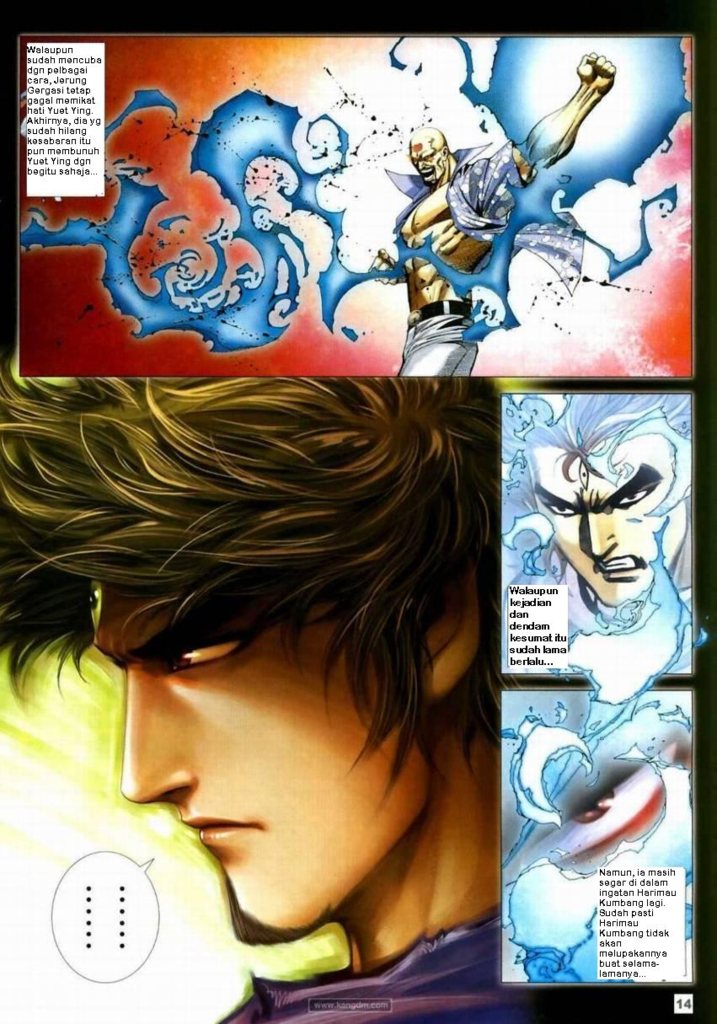 Walaupun
sudah mencuba
dgn pelbagai
cara, Jerung
Gergasi tetap
gagal memikat
hati Yuet Ying.
Akhirnya, dia yg
sudah hilang
kesabaran itu
pun membunuh
Yuet Ying dgn
begitu sahaja...
Walaupun
kejadian
dan
dendam
kesumat itu
sudah lama
berlalu...
Namun, ia masih
segar di dalam
ingatan Harimau
Kumbang lagi.
Sudah pasti
Harimau
Kumbang tidak
akan
melupakannya
buat selama-
lamanya...
www.kangdm.com
14